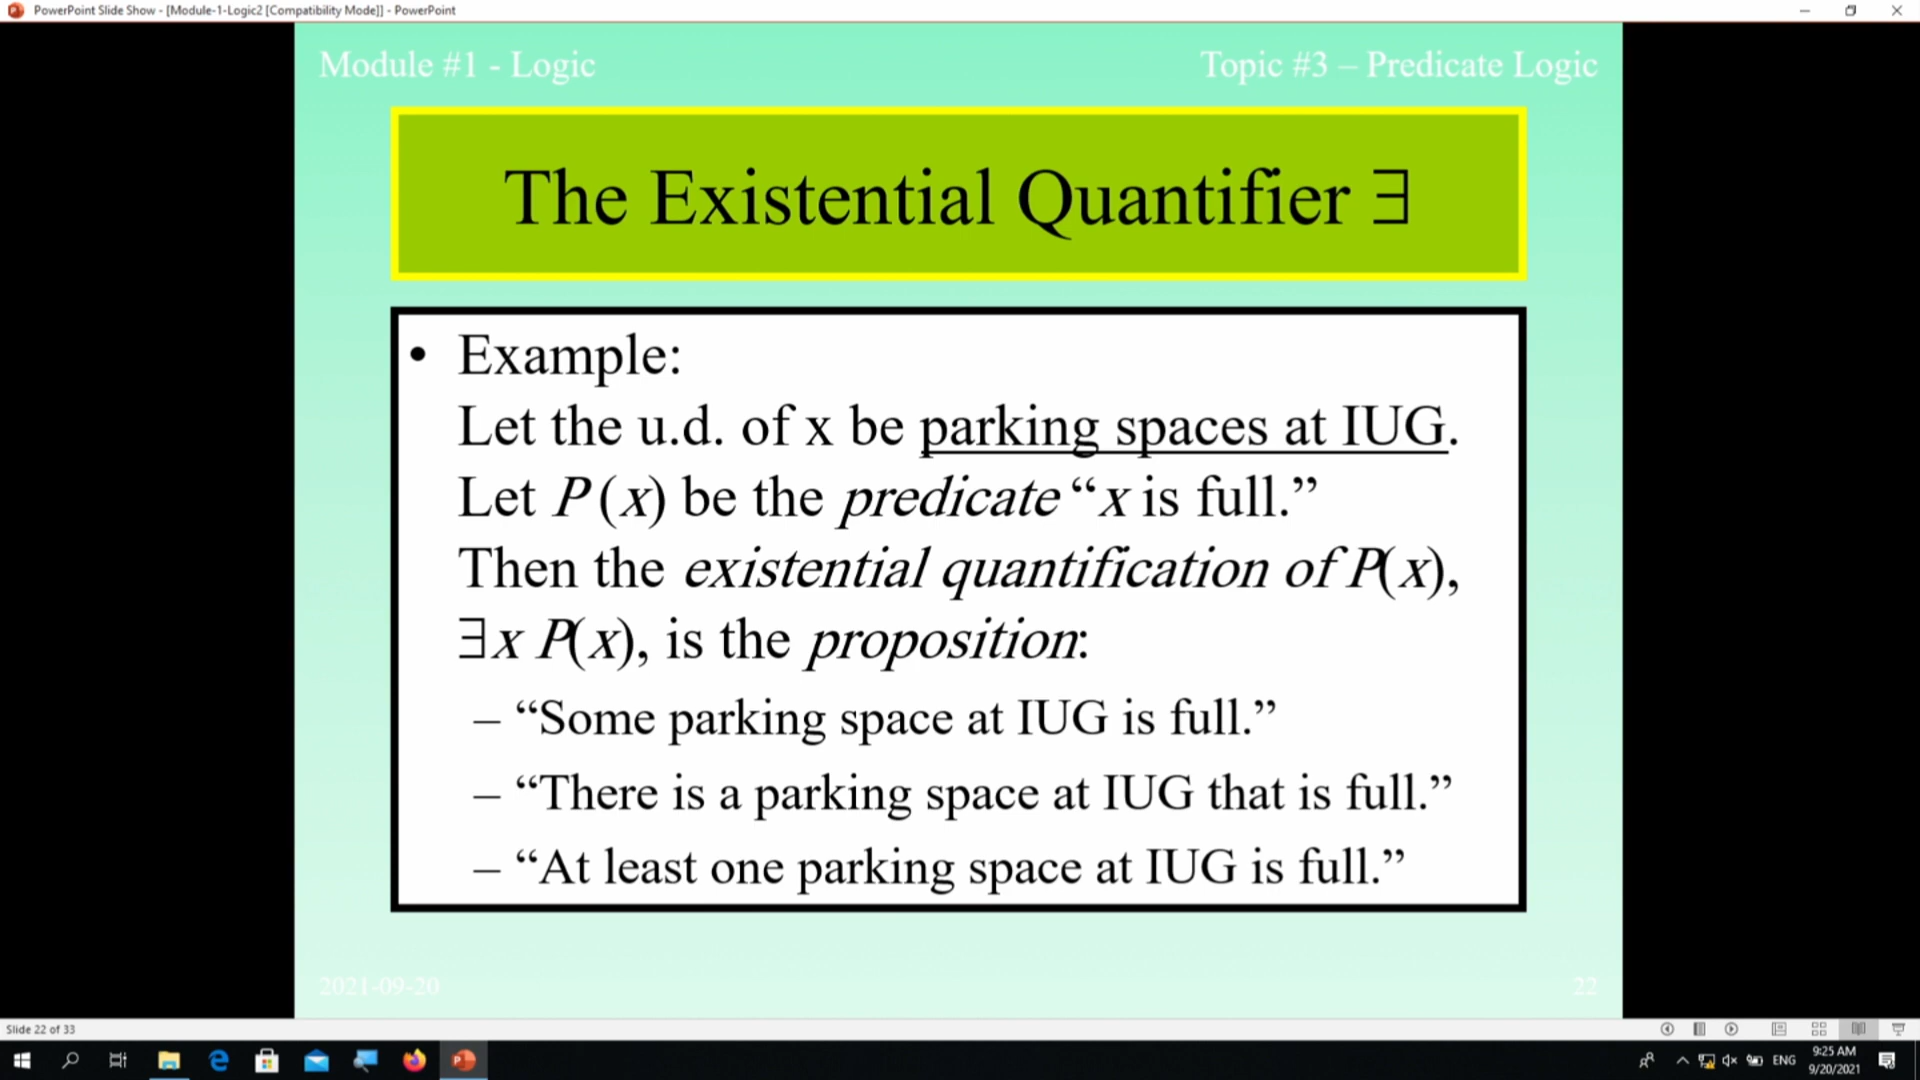 PowerPoint Slide Show - [Module-1-Logic2 [Compatibility Mode]] - PowerPoint
Module #1 - Logic
Topic #3 – Predicate Logic
The Existential Quantifier ∃
• Example:
Let the u.d. of x be parking spaces at IUG.
Let P(x) be the predicate “x is full.”
Then the existential quantification of P(x),
∃x P(x), is the proposition:
– “Some parking space at IUG is full.”
– “There is a parking space at IUG that is full.”
– “At least one parking space at IUG is full.”
2021-09-20
22
Slide 22 of 33
ENG
9:25 AM
9/20/2021